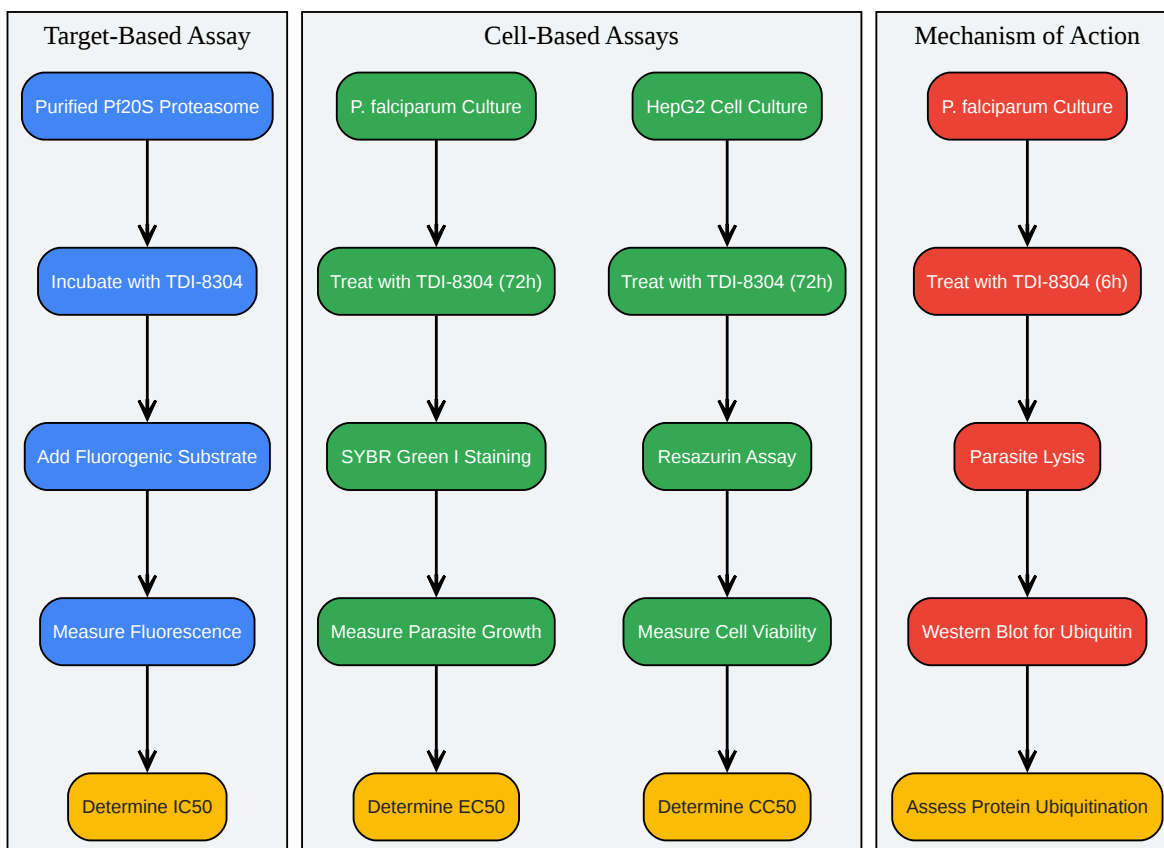 Target-Based Assay
Purified Pf20S Proteasome
Incubate with TDI-8304
Add Fluorogenic Substrate
Measure Fluorescence
Determine IC50
Cell-Based Assays
P. falciparum Culture
Treat with TDI-8304 (72h)
SYBR Green I Staining
Measure Parasite Growth
Determine EC50
HepG2 Cell Culture
Treat with TDI-8304 (72h)
Resazurin Assay
Measure Cell Viability
Determine CC50
Mechanism of Action
P. falciparum Culture
Treat with TDI-8304 (6h)
Parasite Lysis
Western Blot for Ubiquitin
Assess Protein Ubiquitination